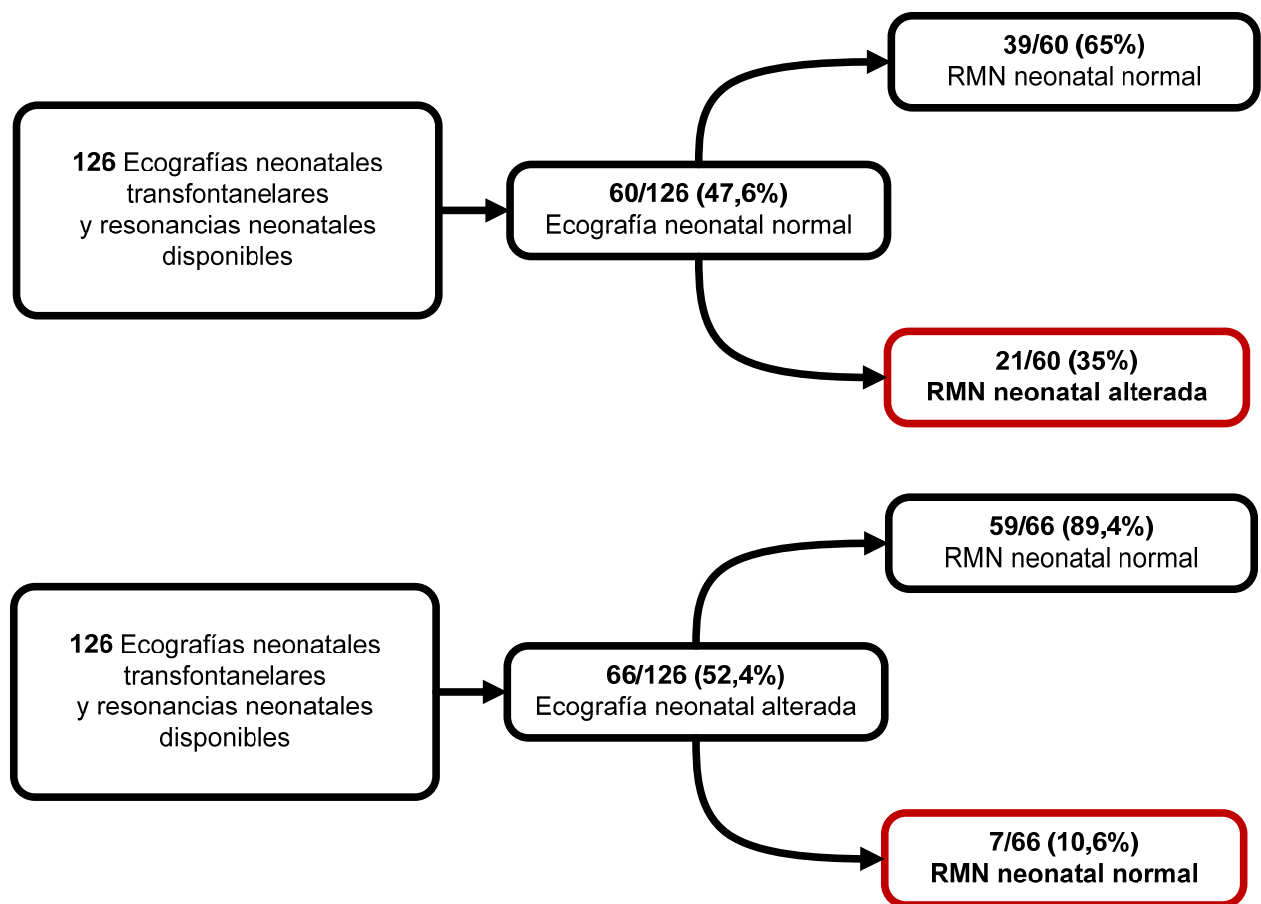 126 Ecografías neonatales
transfontanelares
y resonancias neonatales
disponibles
60/126 (47,6%)
Ecografía neonatal normal
39/60 (65%)
RMN neonatal normal
21/60 (35%)
RMN neonatal alterada
126 Ecografías neonatales
transfontanelares
y resonancias neonatales
disponibles
66/126 (52,4%)
Ecografía neonatal alterada
59/66 (89,4%)
RMN neonatal normal
7/66 (10,6%)
RMN neonatal normal